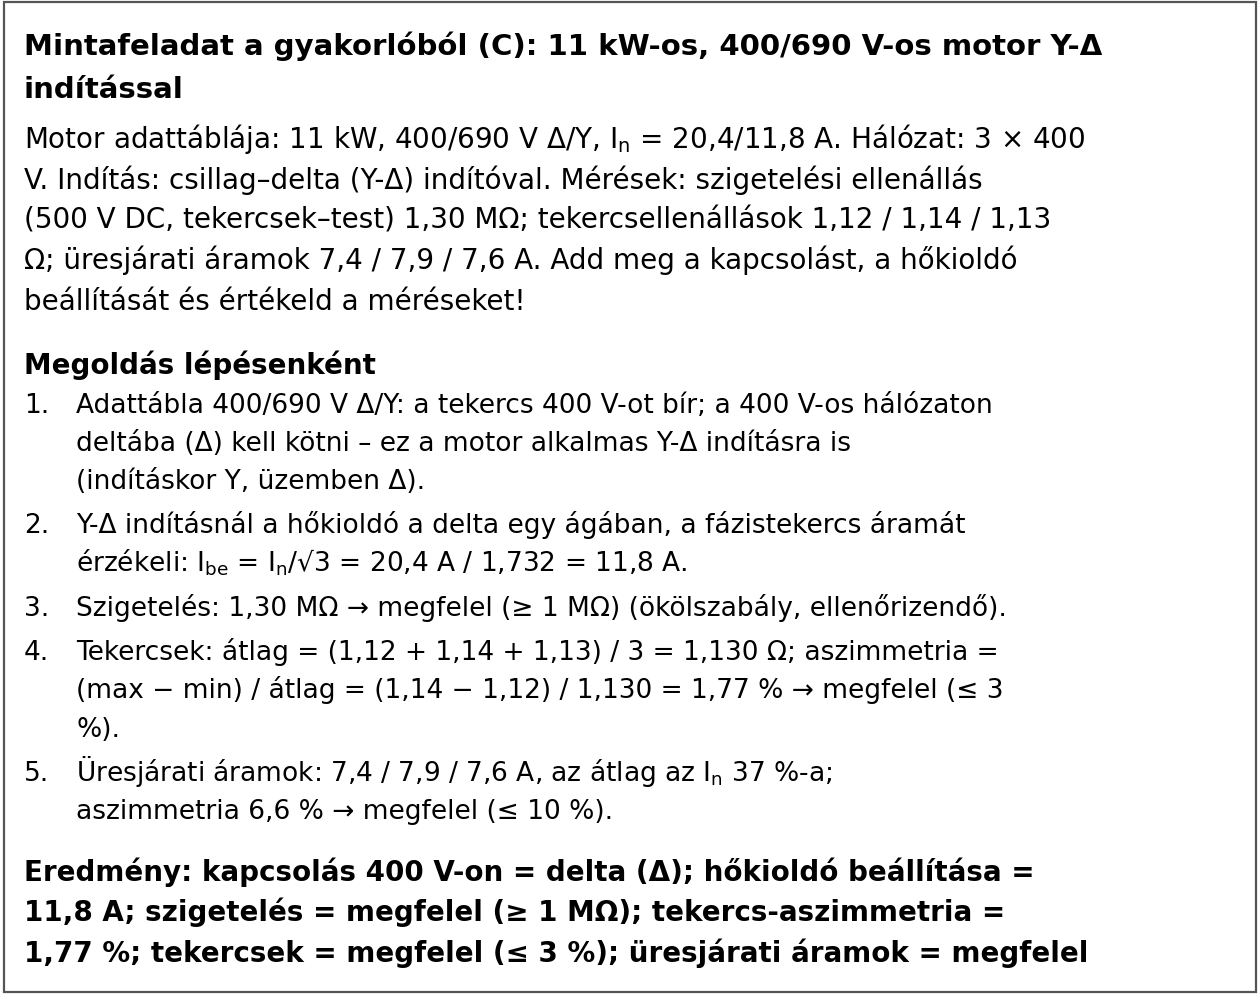 Mintafeladat a gyakorlóból (C): 11 kW-os, 400/690 V-os motor Y-Δ
indítással
Motor adattáblája: 11 kW, 400/690 V Δ/Y, Iₙ = 20,4/11,8 A. Hálózat: 3 × 400
V. Indítás: csillag–delta (Y-Δ) indítóval. Mérések: szigetelési ellenállás
(500 V DC, tekercsek–test) 1,30 MΩ; tekercsellenállások 1,12 / 1,14 / 1,13
Ω; üresjárati áramok 7,4 / 7,9 / 7,6 A. Add meg a kapcsolást, a hőkioldó
beállítását és értékeld a méréseket!
Megoldás lépésenként
1. Adattábla 400/690 V Δ/Y: a tekercs 400 V-ot bír; a 400 V-os hálózaton
deltába (Δ) kell kötni – ez a motor alkalmas Y-Δ indításra is
(indításkor Y, üzemben Δ).
2. Y-Δ indításnál a hőkioldó a delta egy ágában, a fázistekercs áramát
érzékeli: I_be = Iₙ/√3 = 20,4 A / 1,732 = 11,8 A.
3. Szigetelés: 1,30 MΩ → megfelel (≥ 1 MΩ) (ökölszabály, ellenőrizendő).
4. Tekercsek: átlag = (1,12 + 1,14 + 1,13) / 3 = 1,130 Ω; aszimmetria =
(max − min) / átlag = (1,14 − 1,12) / 1,130 = 1,77 % → megfelel (≤ 3
%).
5. Üresjárati áramok: 7,4 / 7,9 / 7,6 A, az átlag az Iₙ 37 %-a;
aszimmetria 6,6 % → megfelel (≤ 10 %).
Eredmény: kapcsolás 400 V-on = delta (Δ); hőkioldó beállítása =
11,8 A; szigetelés = megfelel (≥ 1 MΩ); tekercs-aszimmetria =
1,77 %; tekercsek = megfelel (≤ 3 %); üresjárati áramok = megfelel